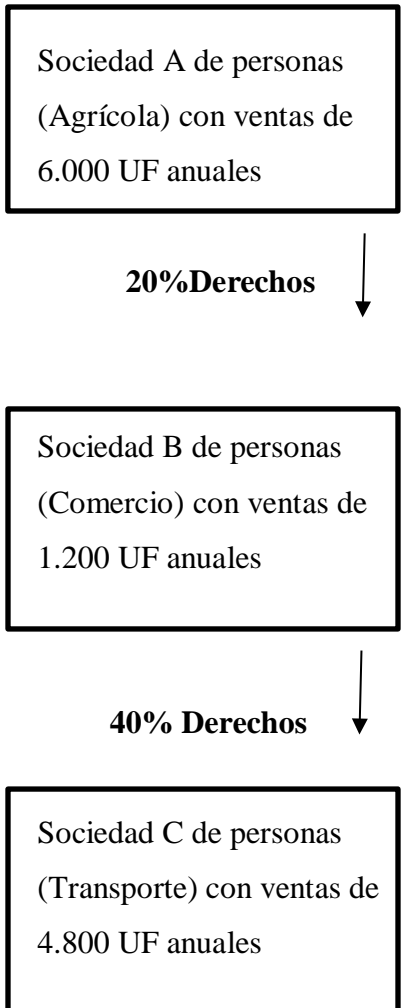 Sociedad A de personas
(Agrícola) con ventas de
6.000 UF anuales
20%Derechos
Sociedad B de personas
(Comercio) con ventas de
1.200 UF anuales
40% Derechos
Sociedad C de personas
(Transporte) con ventas de
4.800 UF anuales